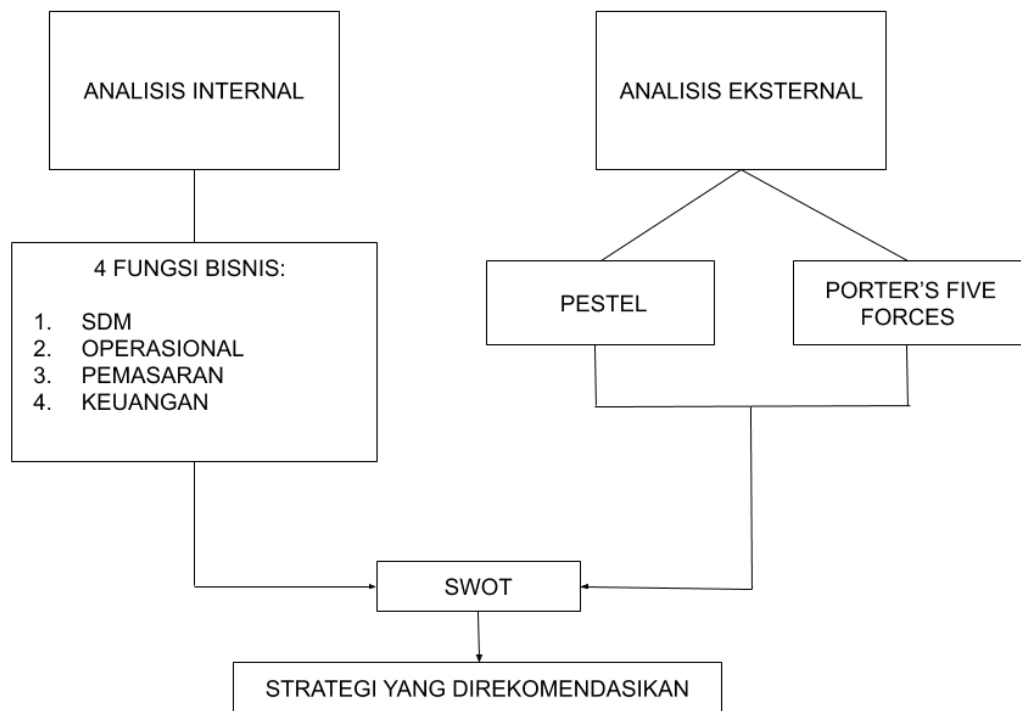 ANALISIS INTERNAL
ANALISIS EKSTERNAL
4 FUNGSI BISNIS:
1. SDM
2. OPERASIONAL
3. PEMASARAN
4. KEUANGAN
PESTEL
PORTER'S FIVE
FORCES
SWOT
STRATEGI YANG DIREKOMENDASIKAN